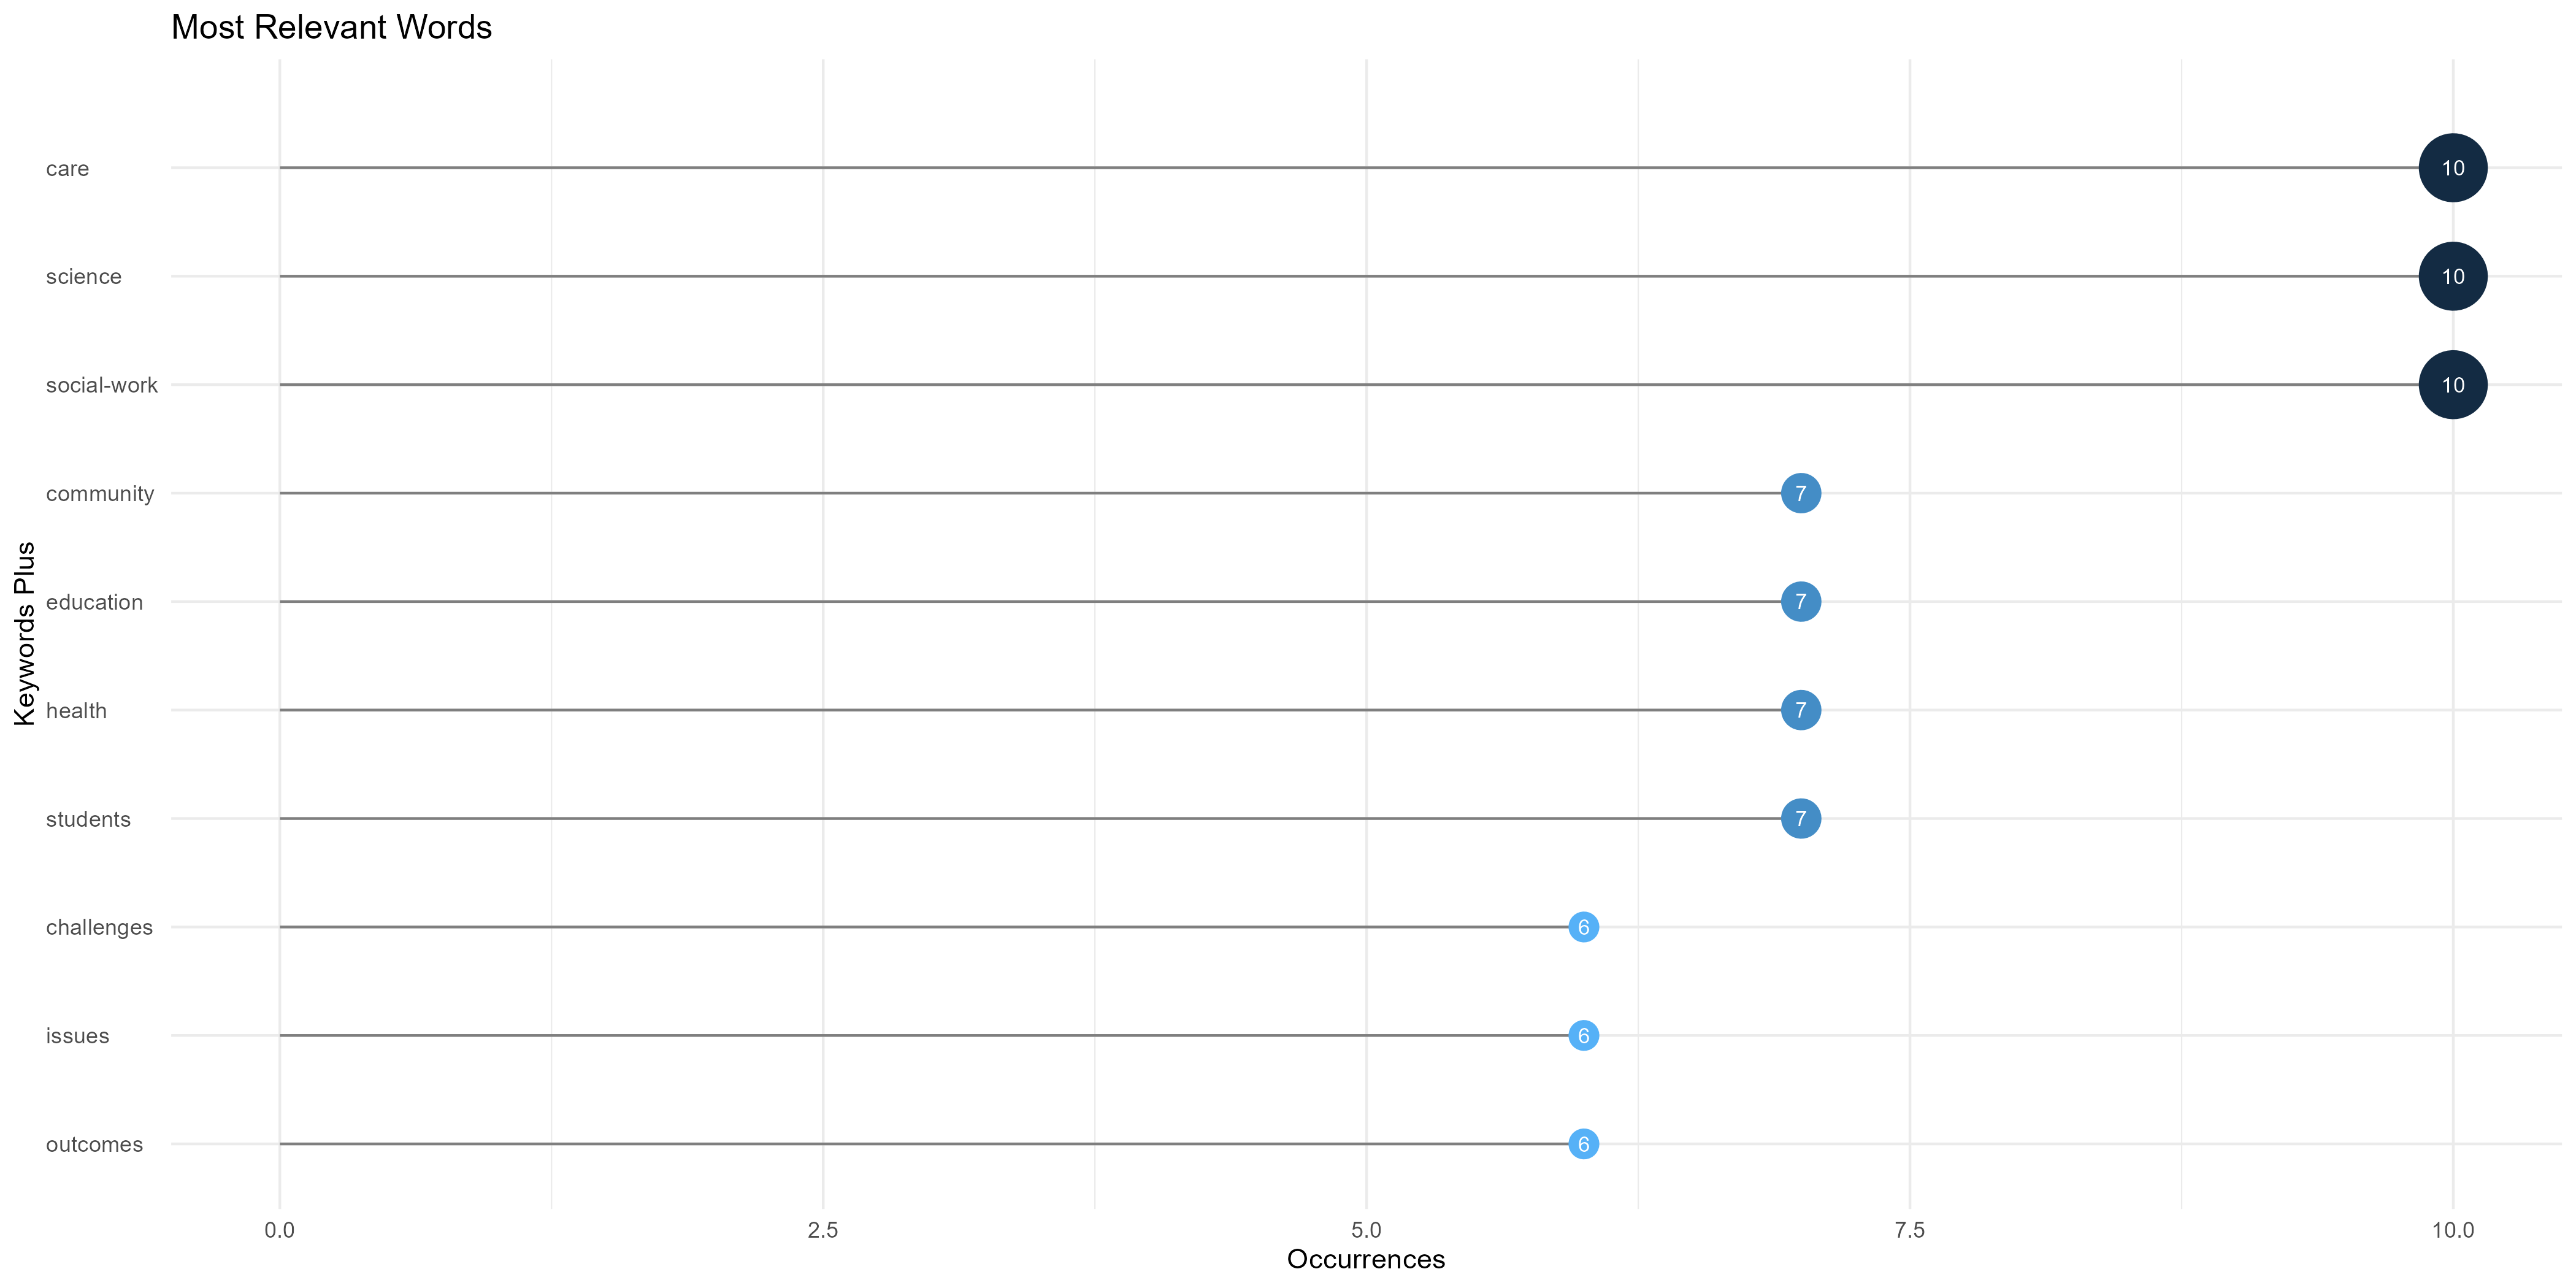 Most Relevant Words
Keywords Plus
care 10
science 10
social-work 10
community 7
education 7
health 7
students 7
challenges 6
issues 6
outcomes 6
0.0 2.5 5.0 7.5 10.0
Occurrences